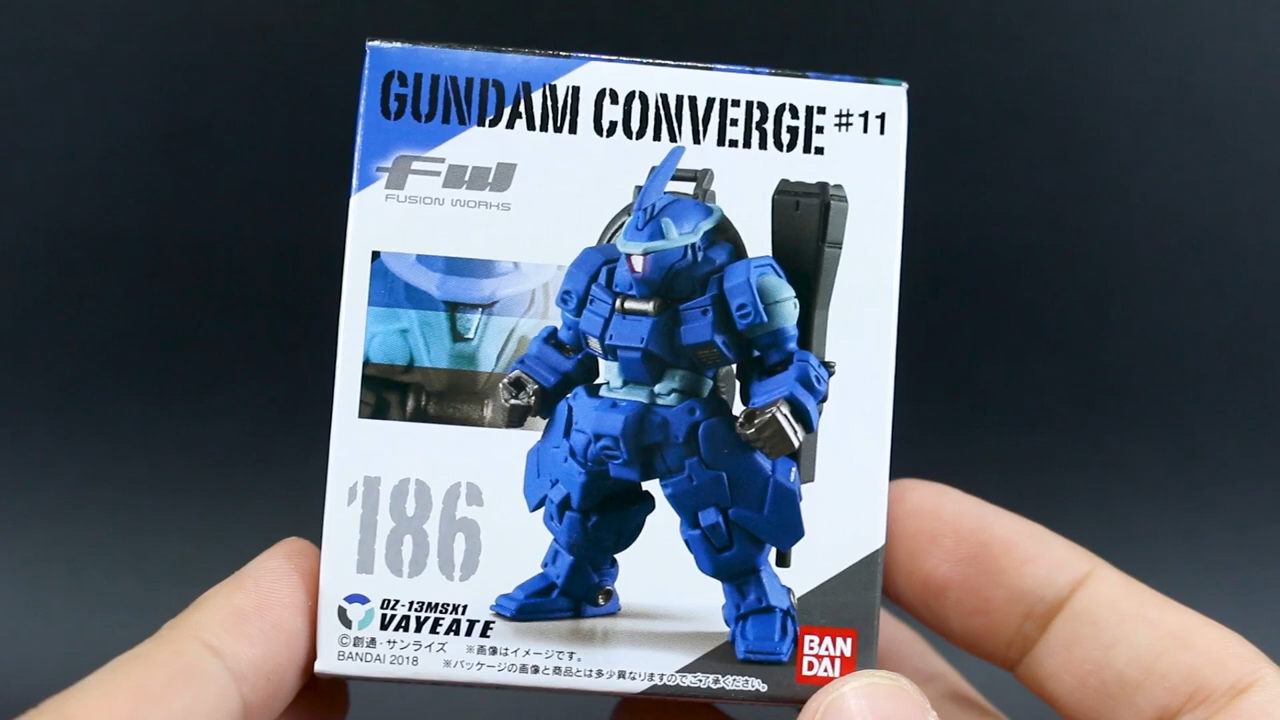 GUNDAM CONVERGE #11
FW
FUSION WORKS
186
OZ-13MSX1
VAYEATE
©創通・サンライズ ※画像はイメージです。
BANDAI 2018 ※パッケージの画像と商品とは多少異なりますのでご了承ください。
BAN
DAI